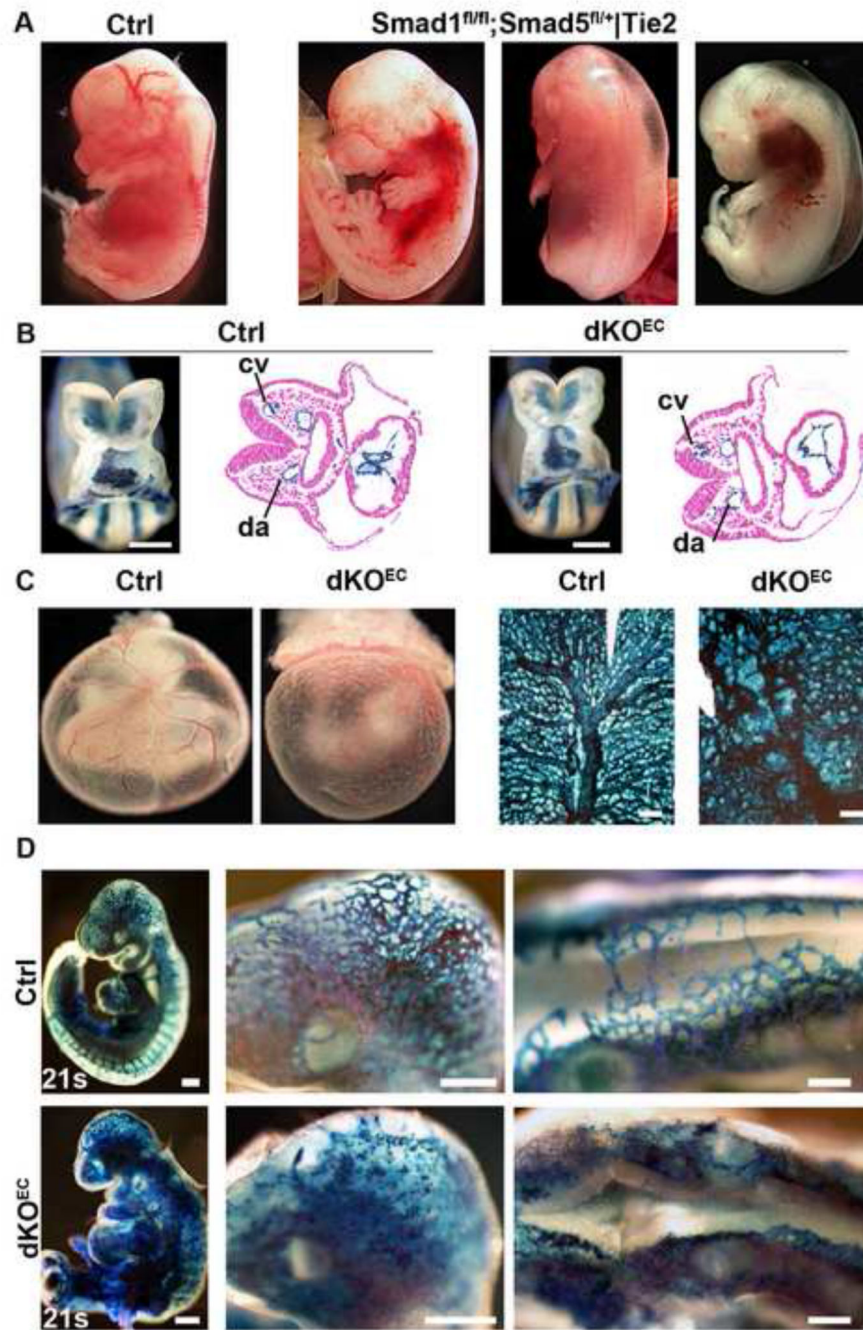 A
Ctrl
Smad1fl/fl;Smad5fl/+|Tie2
B
Ctrl
dKOEC
cv
da
cv
da
C
Ctrl
dKOEC
Ctrl
dKOEC
D
Ctrl
21s
dKOEC
21s